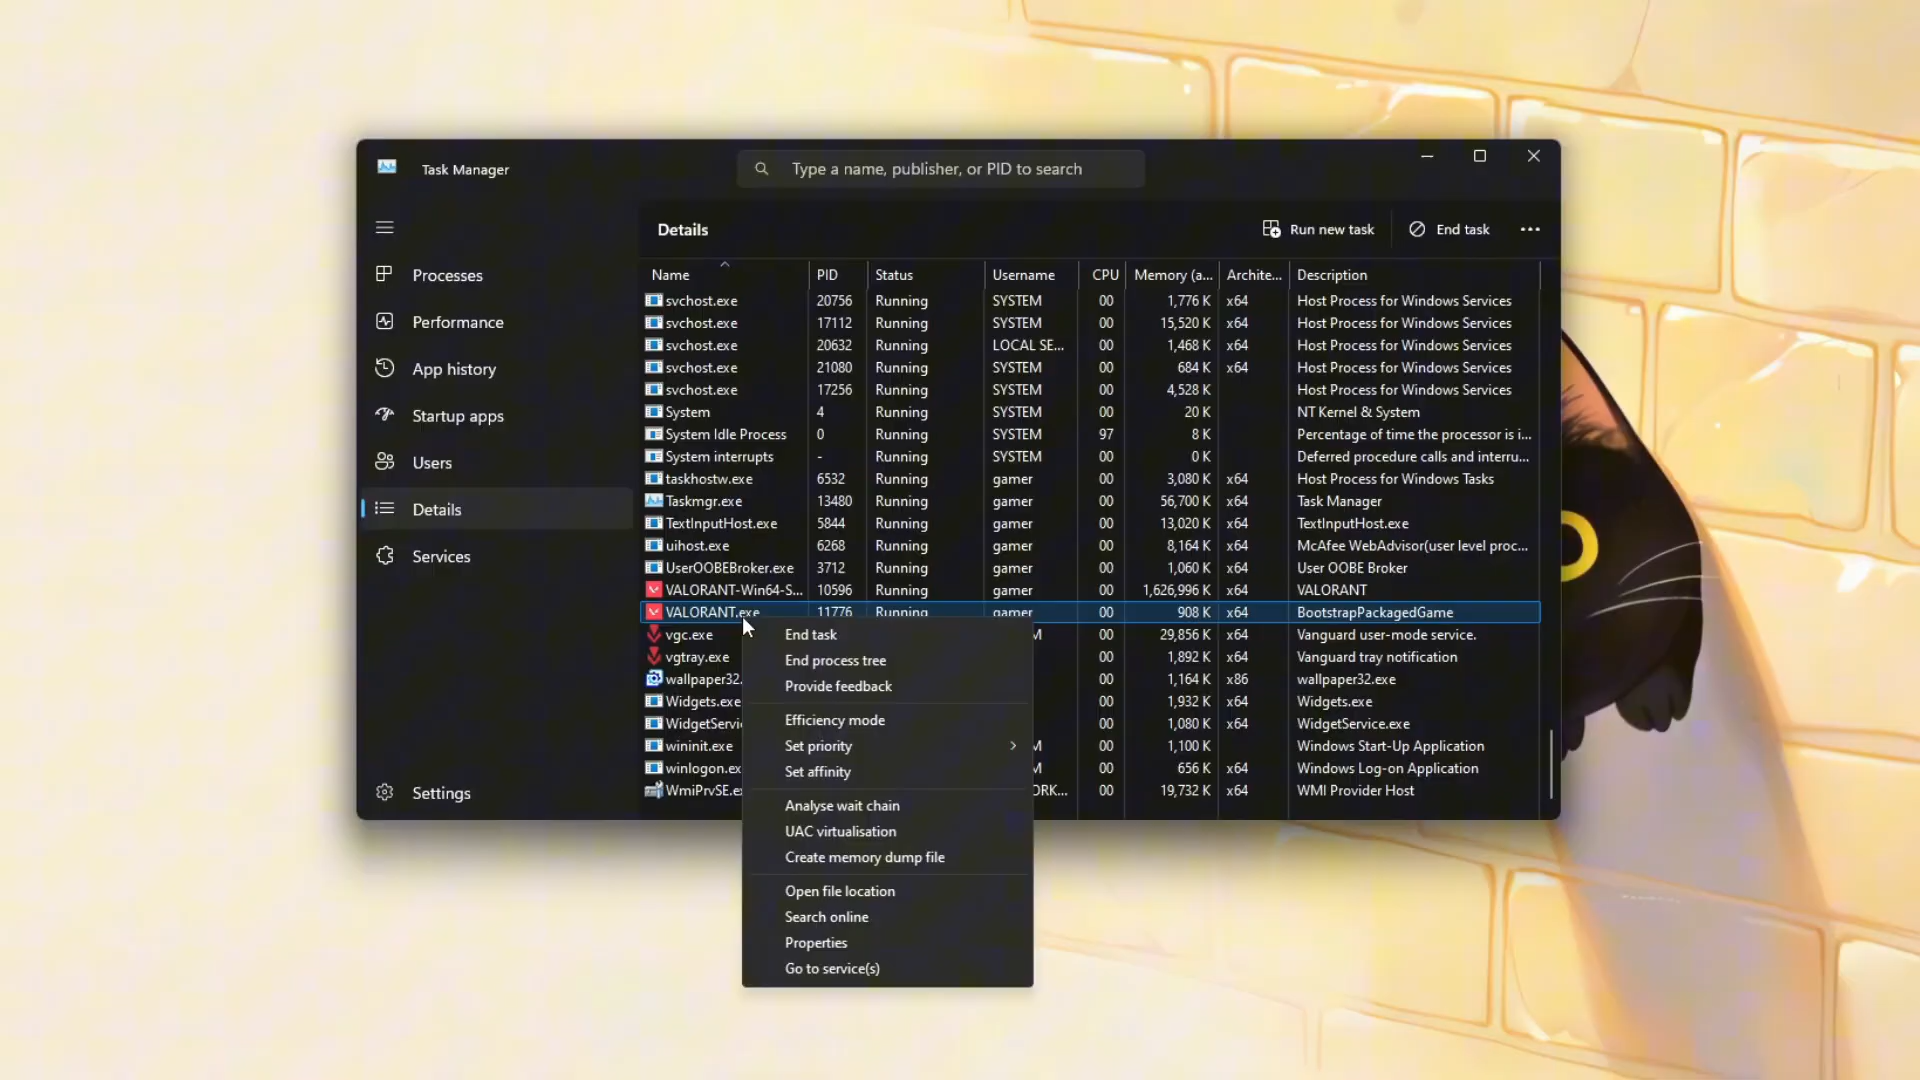 Task Manager
Type a name, publisher, or PID to search
Details
Run new task
End task
Processes
Performance
App history
Startup apps
Users
Details
Services
Settings
Name PID Status Username CPU Memory (a... Archite... Description
svchost.exe 20756 Running SYSTEM 00 1,776 K x64 Host Process for Windows Services
svchost.exe 17112 Running SYSTEM 00 15,520 K x64 Host Process for Windows Services
svchost.exe 20632 Running LOCAL SE... 00 1,468 K x64 Host Process for Windows Services
svchost.exe 21080 Running SYSTEM 00 684 K x64 Host Process for Windows Services
svchost.exe 17256 Running SYSTEM 00 4,528 K Host Process for Windows Services
System 4 Running SYSTEM 00 20 K NT Kernel & System
System Idle Process 0 Running SYSTEM 97 8 K Percentage of time the processor is i...
System interrupts - Running SYSTEM 00 0 K Deferred procedure calls and interru...
taskhostw.exe 6532 Running gamer 00 3,080 K x64 Host Process for Windows Tasks
Taskmgr.exe 13480 Running gamer 00 56,700 K x64 Task Manager
TextInputHost.exe 5844 Running gamer 00 13,020 K x64 TextInputHost.exe
uihost.exe 6268 Running gamer 00 8,164 K x64 McAfee WebAdvisor(user level proc...
UserOOBEBroker.exe 3712 Running gamer 00 1,060 K x64 User OOBE Broker
VALORANT-Win64-S... 10596 Running gamer 00 1,626,996 K x64 VALORANT
VALORANT.exe 11776 Running gamer 00 908 K x64 BootstrapPackagedGame
vgc.exe M 00 29,856 K x64 Vanguard user-mode service.
vgtray.exe 00 1,892 K x64 Vanguard tray notification
wallpaper32. 00 1,164 K x86 wallpaper32.exe
Widgets.exe 00 1,932 K x64 Widgets.exe
WidgetServi 00 1,080 K x64 WidgetService.exe
wininit.exe M 00 1,100 K Windows Start-Up Application
winlogon.ex M 00 656 K x64 Windows Log-on Application
WmiPrvSE.e ORK... 00 19,732 K x64 WMI Provider Host
End task
End process tree
Provide feedback
Efficiency mode
Set priority
Set affinity
Analyse wait chain
UAC virtualisation
Create memory dump file
Open file location
Search online
Properties
Go to service(s)